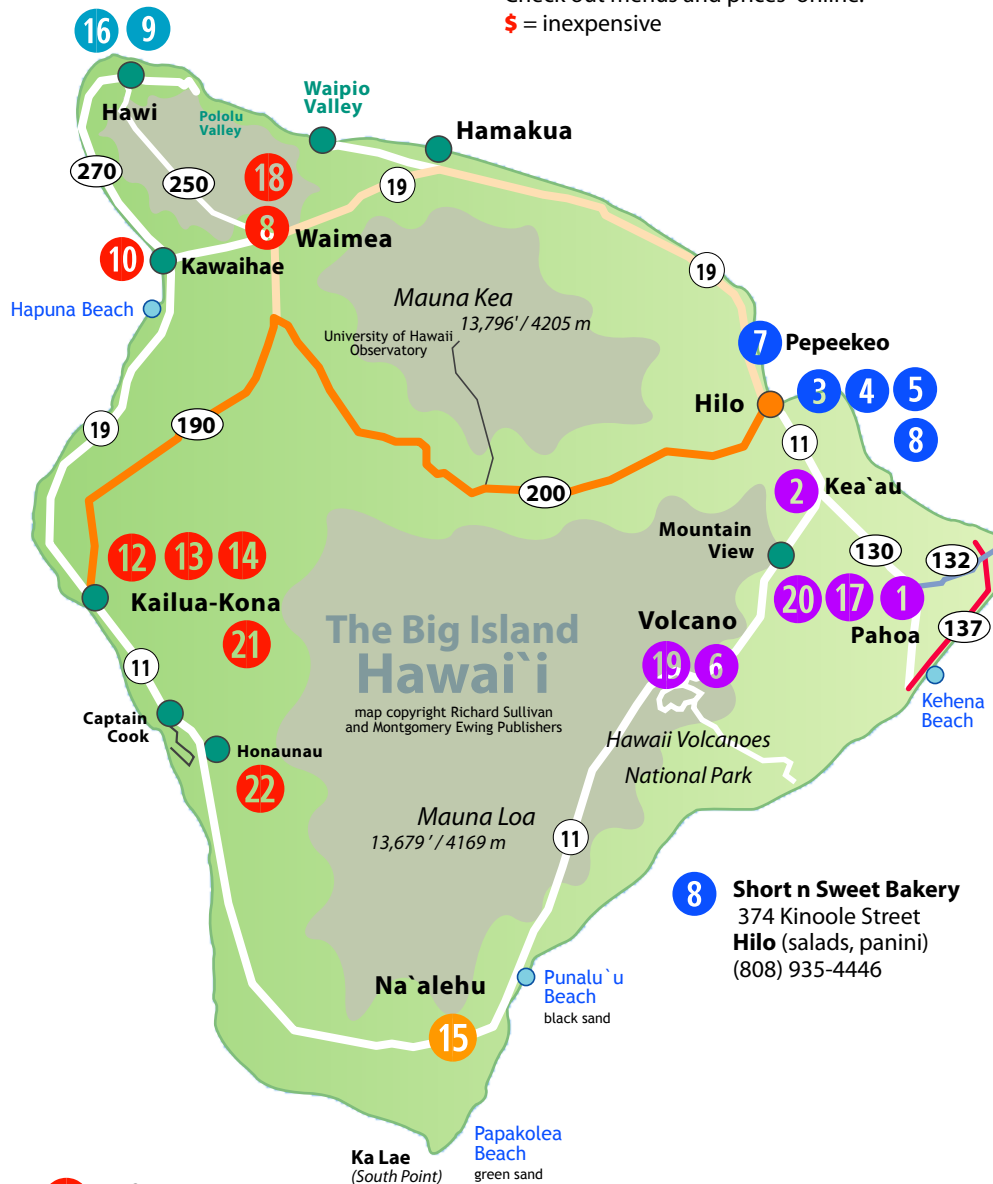 Check out menus and prices online.
$ = inexpensive
16 9
Hawi
Waipio
Valley
Pololu
Valley
Hamakua
270
250
18
19
8
Waimea
10
Kawaihae
19
Hapuna Beach
Mauna Kea
13,796' / 4205 m
University of Hawaii
Observatory
7 Pepeekeo
Hilo
3 4 5
8
19
190
11
200
2 Kea`au
Mountain
View
130
132
12 13 14
Kailua-Kona
21
20 17 1
Pahoa
137
Volcano
19 6
The Big Island
Hawai`i
map copyright Richard Sullivan
and Montgomery Ewing Publishers
Kehena
Beach
11
Captain
Cook
Honaunau
22
Hawaii Volcanoes
National Park
Mauna Loa
13,679 ' / 4169 m
11
8 Short n Sweet Bakery
374 Kinoole Street
Hilo (salads, panini)
(808) 935-4446
Na`alehu
Punalu`u
Beach
black sand
15
Papakolea
Beach
green sand
Ka Lae
(South Point)